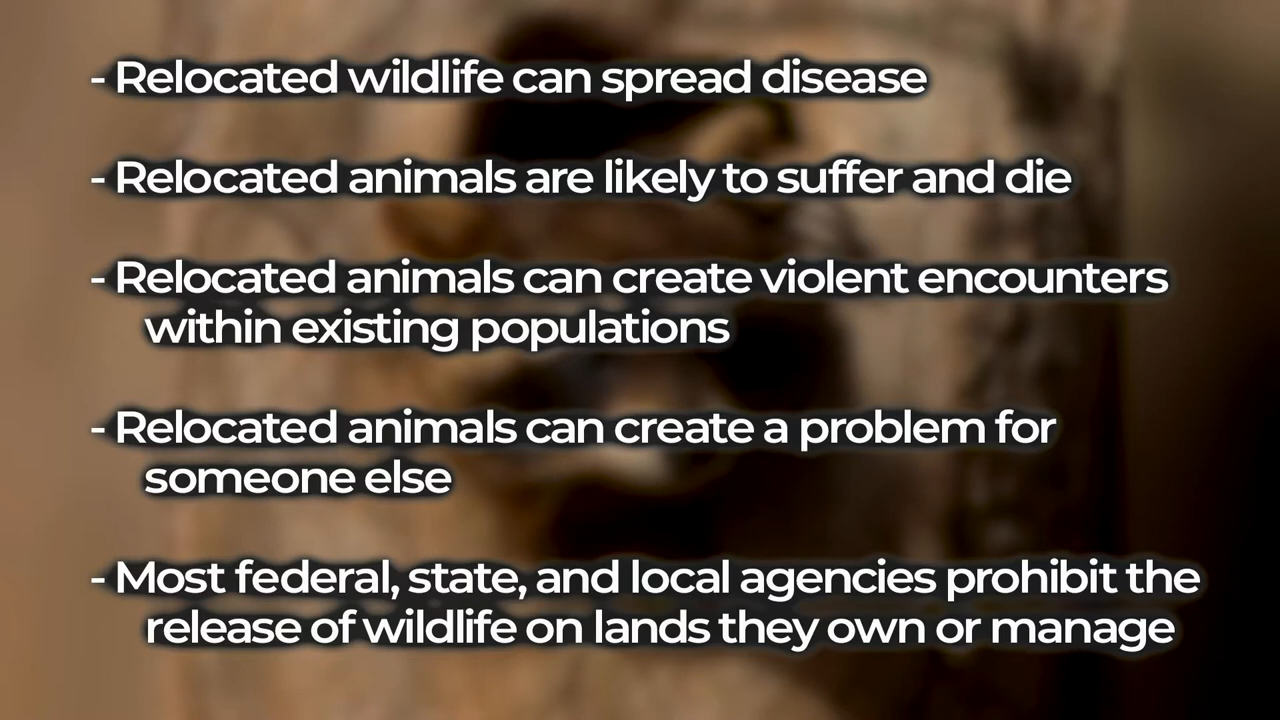 - Relocated wildlife can spread disease
- Relocated animals are likely to suffer and die
- Relocated animals can create violent encounters
within existing populations
- Relocated animals can create a problem for
someone else
- Most federal, state, and local agencies prohibit the
release of wildlife on lands they own or manage